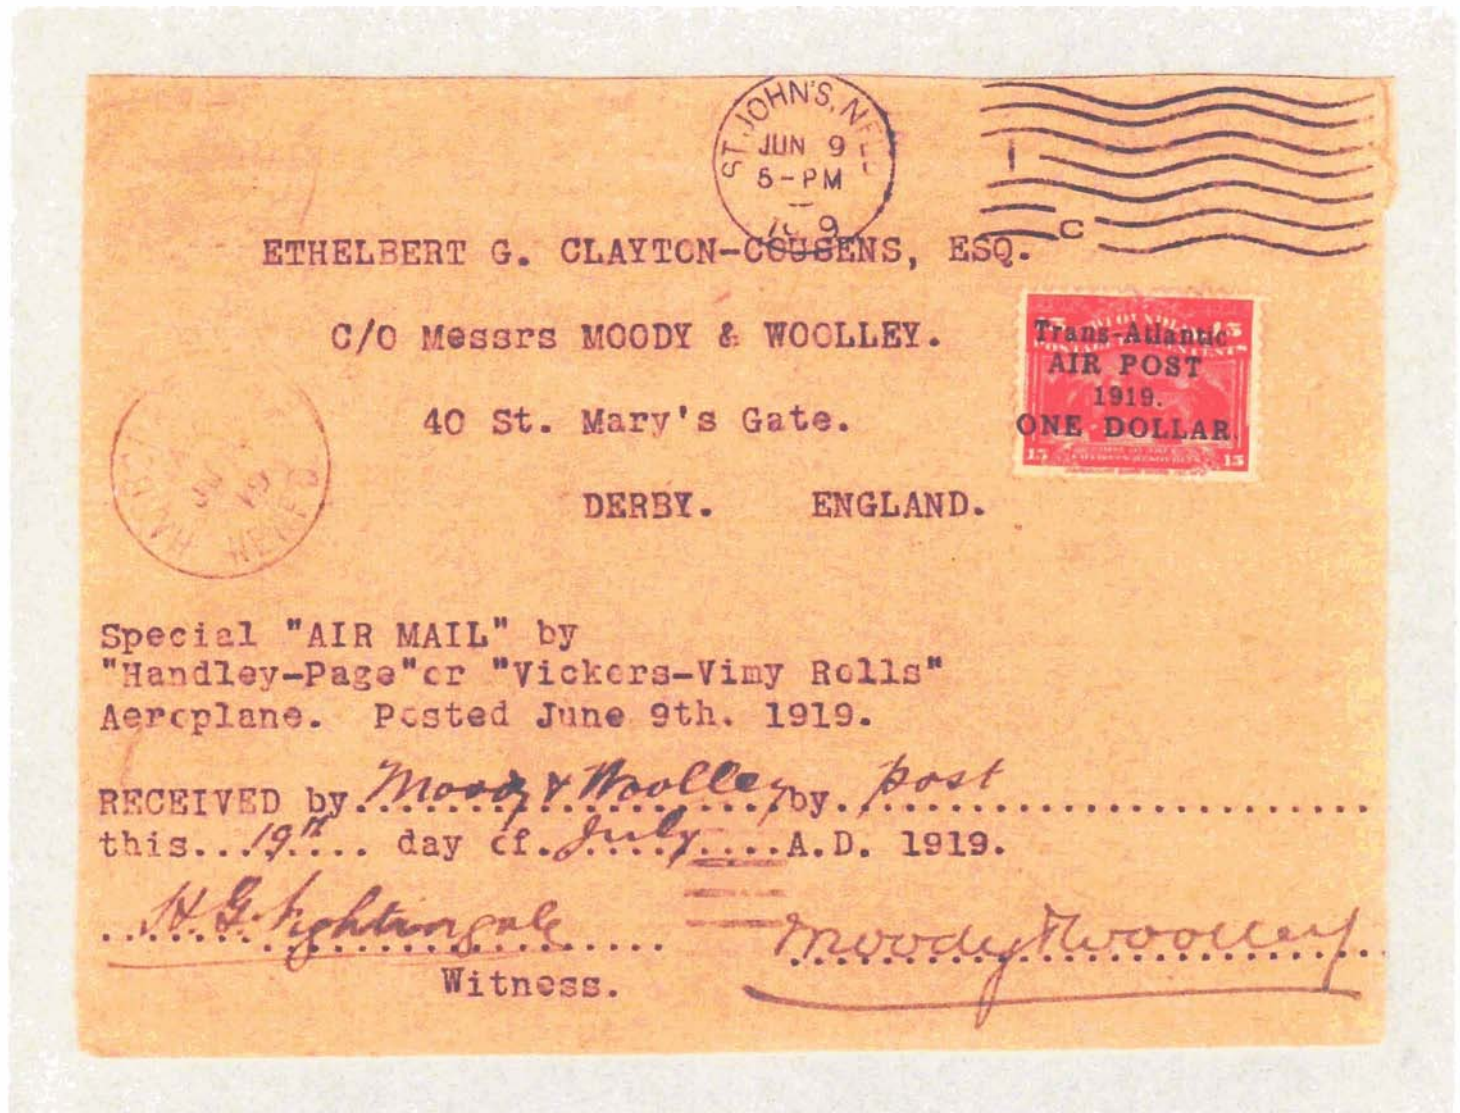 ST. JOHN'S, NFLD
JUN 9
5-PM
C
ETHELBERT G. CLAYTON-COUSENS, ESQ.
C/O Messrs MOODY & WOOLLEY.
40 St. Mary's Gate.
DERBY. ENGLAND.
Trans-Atlantic
AIR POST
1919.
ONE DOLLAR.
15 15
Special "AIR MAIL" by
"Handley-Page"or "Vickers-Vimy Rolls"
Aeroplane. Posted June 9th. 1919.
RECEIVED by Moody & Woolley by post
this 19th day of July A.D. 1919.
H. G. Nightingale
Moody & Woolley
Witness.